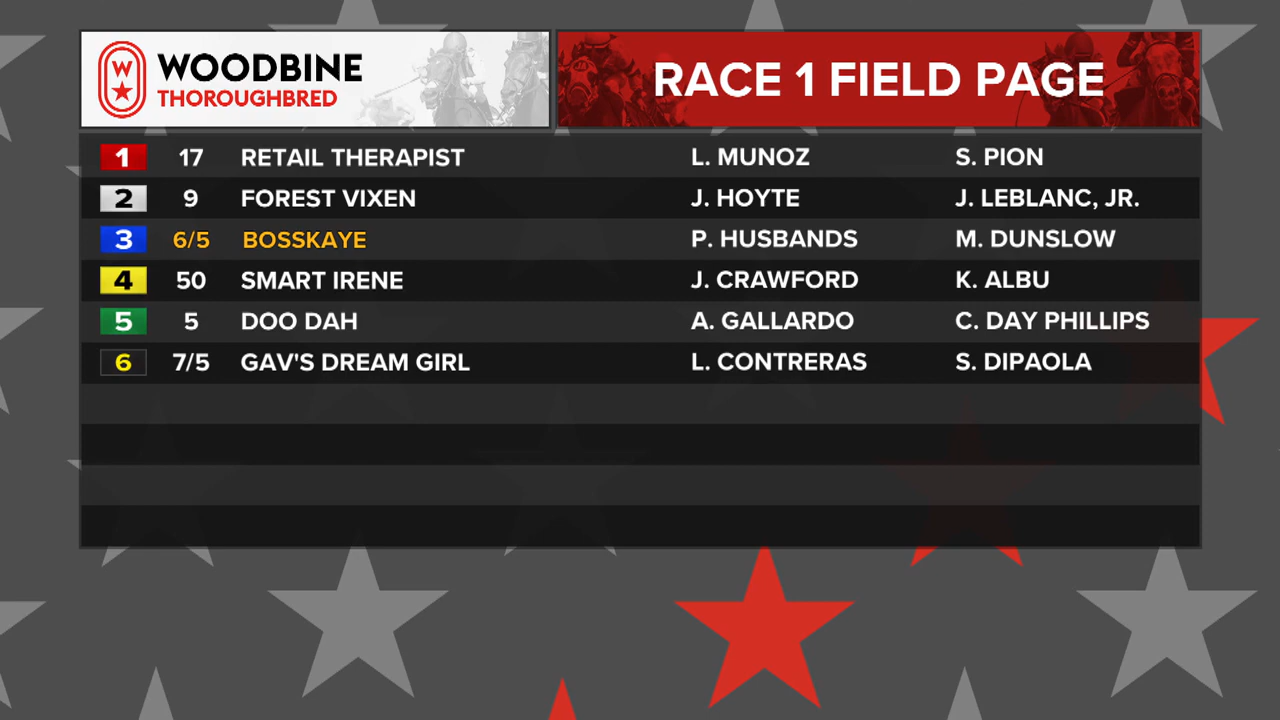 W
WOODBINE
THOROUGHBRED
RACE 1 FIELD PAGE
1 17 RETAIL THERAPIST L. MUNOZ S. PION
2 9 FOREST VIXEN J. HOYTE J. LEBLANC, JR.
3 6/5 BOSSKAYE P. HUSBANDS M. DUNSLOW
4 50 SMART IRENE J. CRAWFORD K. ALBU
5 5 DOO DAH A. GALLARDO C. DAY PHILLIPS
6 7/5 GAV'S DREAM GIRL L. CONTRERAS S. DIPAOLA